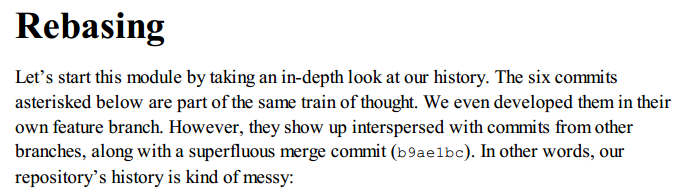 Rebasing
Let’s start this module by taking an in-depth look at our history. The six commits
asterisked below are part of the same train of thought. We even developed them in their
own feature branch. However, they show up interspersed with commits from other
branches, along with a superfluous merge commit (b9ae1bc). In other words, our
repository’s history is kind of messy: